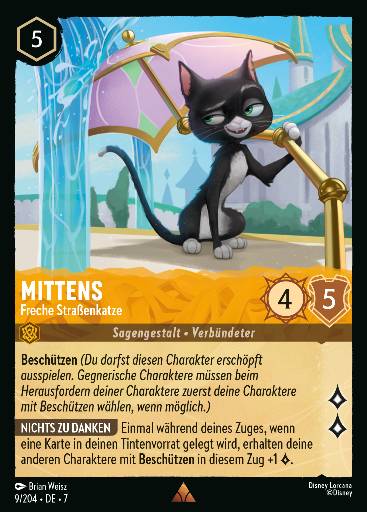 5
MITTENS
Freche Straßenkatze
4
5
Sagengestalt • Verbündeter
Beschützen (Du darfst diesen Charakter erschöpft
ausspielen. Gegnerische Charaktere müssen beim
Herausfordern deiner Charaktere zuerst deine Charaktere
mit Beschützen wählen, wenn möglich.)
NICHTS ZU DANKEN Einmal während deines Zuges, wenn
eine Karte in deinen Tintenvorrat gelegt wird, erhalten deine
anderen Charaktere mit Beschützen in diesem Zug +1
Brian Weisz
9/204 • DE • 7
Disney Lorcana
©Disney